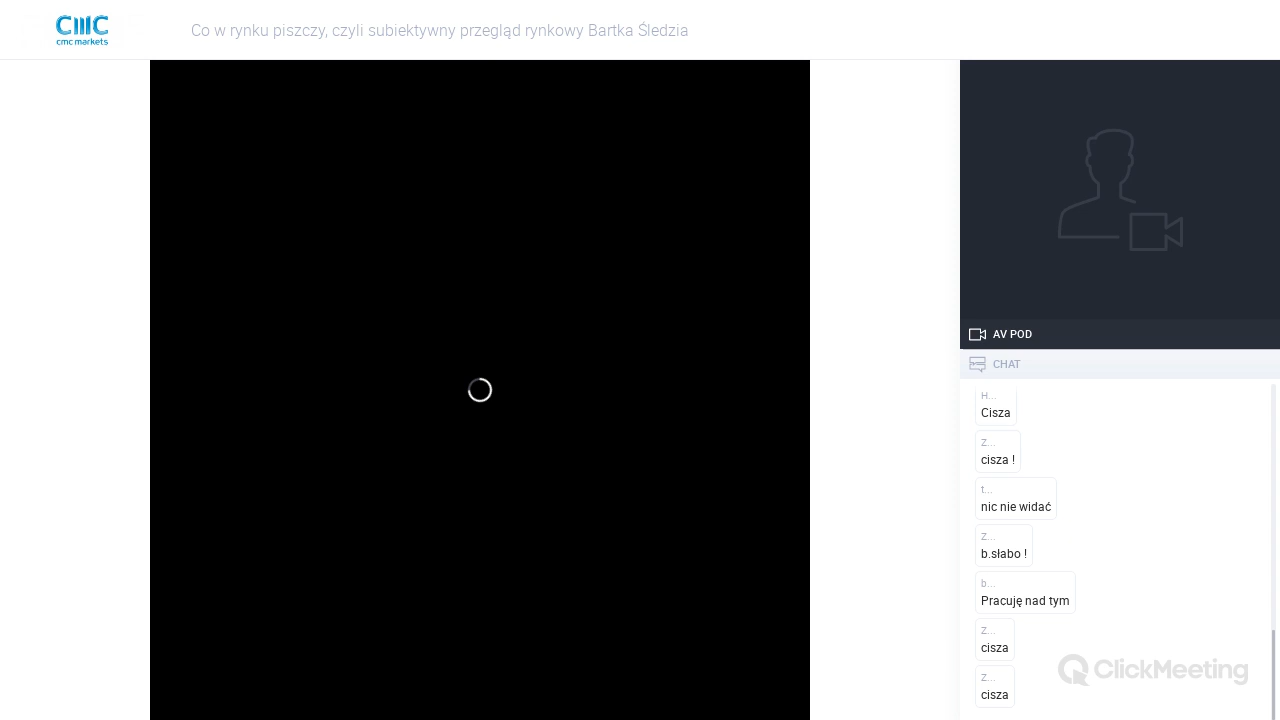 CMC
cmc markets
Co w rynku piszczy, czyli subiektywny przegląd rynkowy Bartka Śledzia
AV POD
CHAT
H...
Cisza
Z...
cisza !
t...
nic nie widać
Z...
b.słabo !
b...
Pracuję nad tym
Z...
cisza
Z...
cisza
ClickMeeting